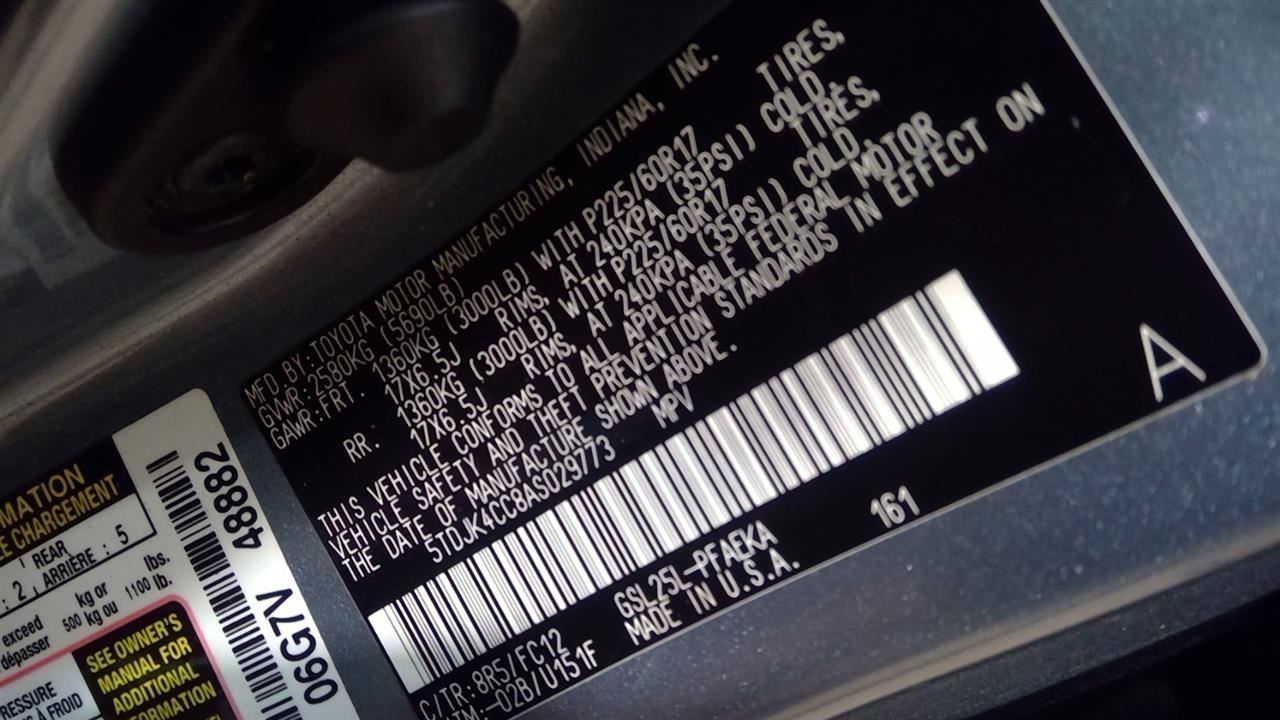 MFD.BY:TOYOTA MOTOR MANUFACTURING, INDIANA, INC.
GVWR:2580KG (5690LB)
GAWR:FRT. 1360KG (3000LB) WITH P225/60R17 TIRES,
17X6.5J RIMS, AT 240KPA (35PSI) COLD.
RR. 1360KG (3000LB) WITH P225/60R17 TIRES,
17X6.5J RIMS, AT 240KPA (35PSI) COLD.
THIS VEHICLE CONFORMS TO ALL APPLICABLE FEDERAL MOTOR
VEHICLE SAFETY AND THEFT PREVENTION STANDARDS IN EFFECT ON
THE DATE OF MANUFACTURE SHOWN ABOVE.
5TDJK4CC8AS029773 MPV
A
C/TR:8R5/FC12 GSL25L-PFAEKA 161
-02B/U151F MADE IN U.S.A.
CHARGEMENT
REAR
: 2, ARRIÈRE : 5
exceed kg or lbs.
dépasser 500 kg ou 1100 lb.
SEE OWNER'S
MANUAL FOR
ADDITIONAL
À FROID
48882
06G7V